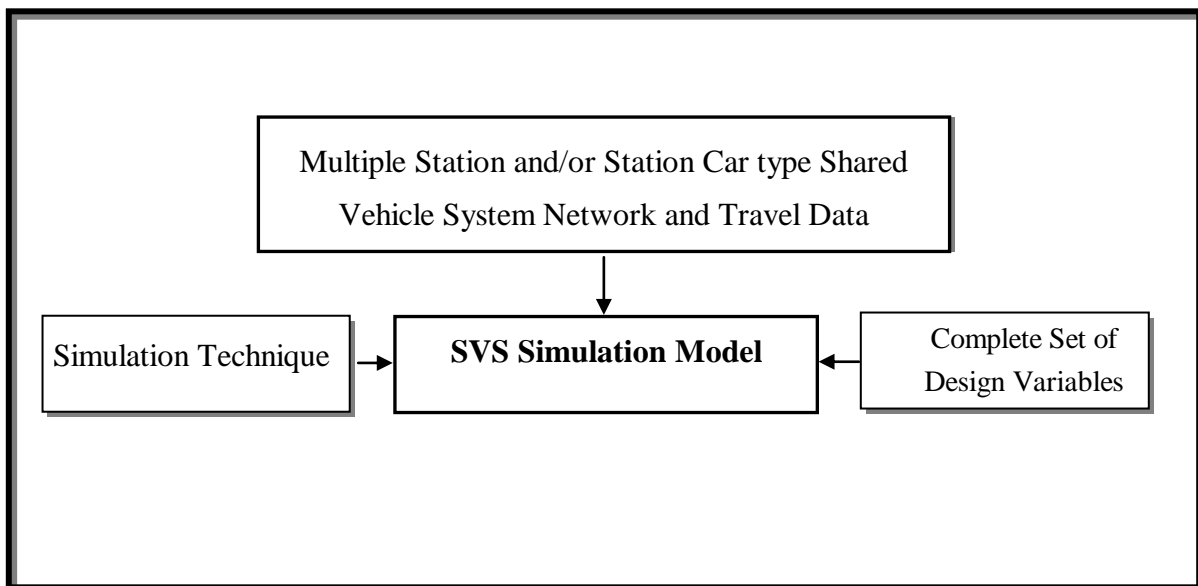 Multiple Station and/or Station Car type Shared
Vehicle System Network and Travel Data
Simulation Technique
SVS Simulation Model
Complete Set of
Design Variables